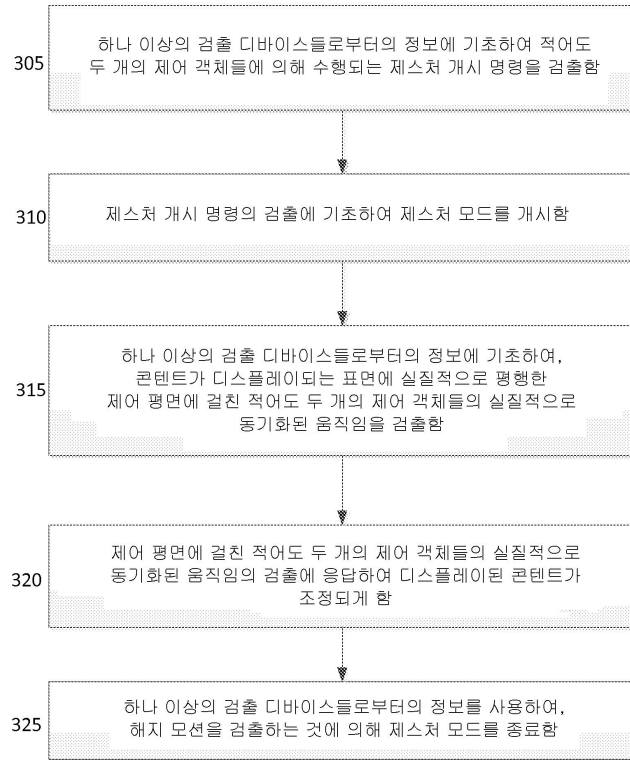 305
하나 이상의 검출 디바이스들로부터의 정보에 기초하여 적어도
두 개의 제어 객체들에 의해 수행되는 제스처 개시 명령을 검출함
310
제스처 개시 명령의 검출에 기초하여 제스처 모드를 개시함
315
하나 이상의 검출 디바이스들로부터의 정보에 기초하여,
콘텐트가 디스플레이되는 표면에 실질적으로 평행한
제어 평면에 걸친 적어도 두 개의 제어 객체들의 실질적으로
동기화된 움직임을 검출함
320
제어 평면에 걸친 적어도 두 개의 제어 객체들의 실질적으로
동기화된 움직임의 검출에 응답하여 디스플레이된 콘텐트가
조정되게 함
325
하나 이상의 검출 디바이스들로부터의 정보를 사용하여,
해지 모션을 검출하는 것에 의해 제스처 모드를 종료함